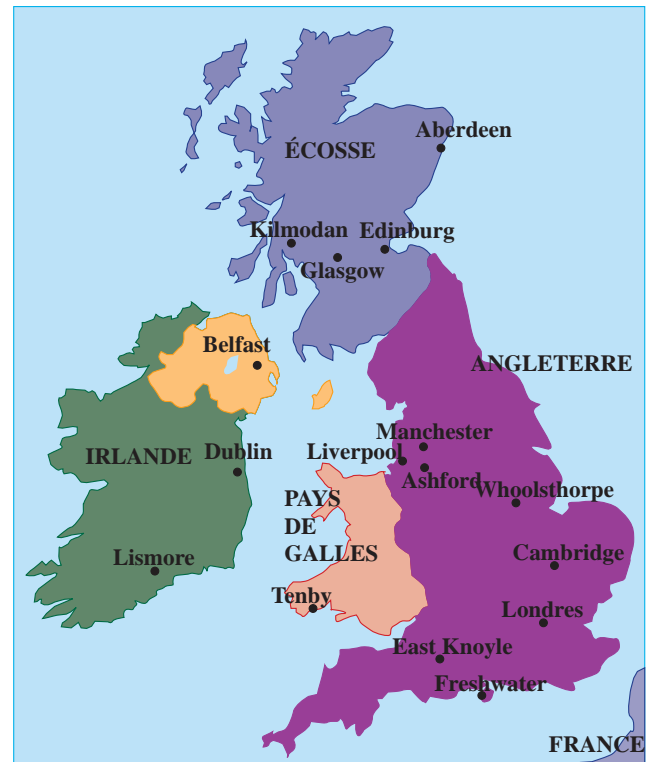 Aberdeen
ÉCOSSE
Kilmodan
Edinburg
Glasgow
Belfast
ANGLETERRE
Manchester
IRLANDE
Dublin
Liverpool
Ashford
Whoolsthorpe
PAYS
DE
GALLES
Lismore
Cambridge
Tenby
Londres
East Knoyle
Freshwater
FRANCE